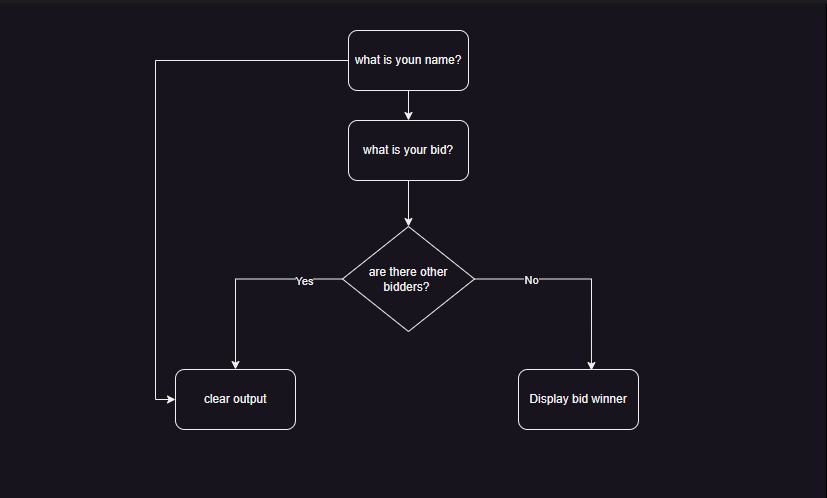 what is youn name?
what is your bid?
are there other
bidders?
Yes
No
clear output
Display bid winner